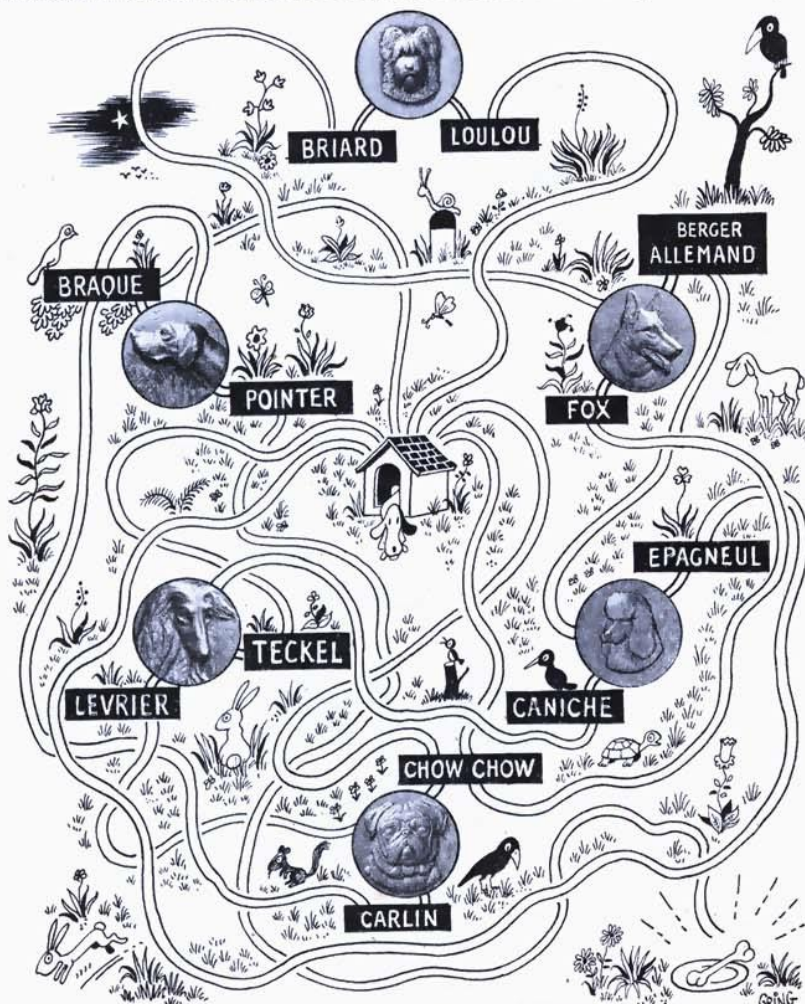 BRIARD
LOULOU
BERGER
ALLEMAND
BRAQUE
POINTER
FOX
EPAGNEUL
TECKEL
LEVRIER
CANICHE
CHOW CHOW
CARLIN